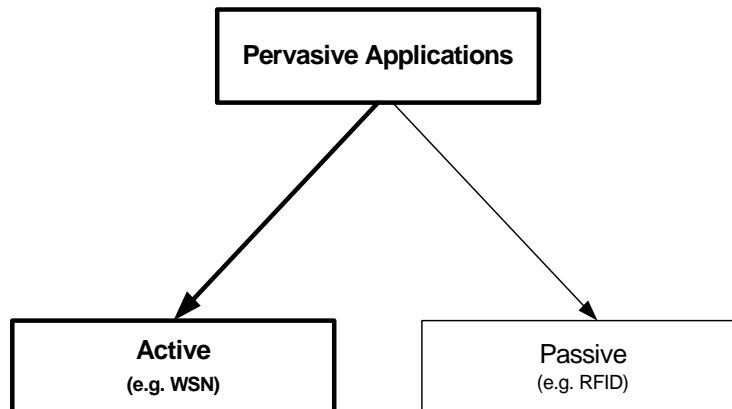 Pervasive Applications
Active
(e.g. WSN)
Passive
(e.g. RFID)